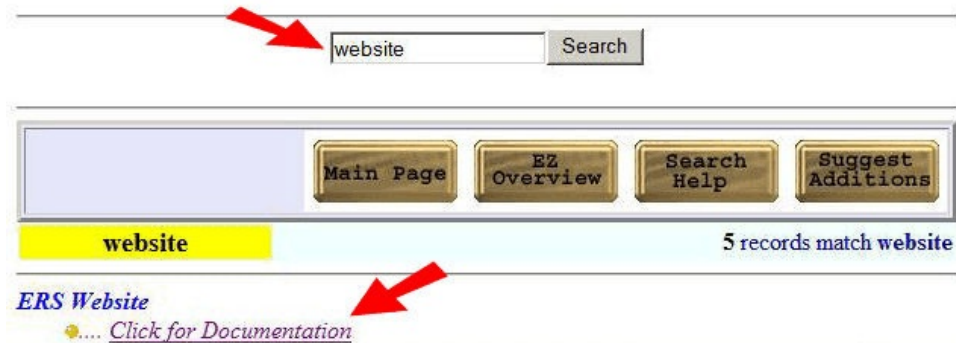 website Search
Main Page
EZ
Overview
Search
Help
Suggest
Additions
website 5 records match website
ERS Website
.... Click for Documentation